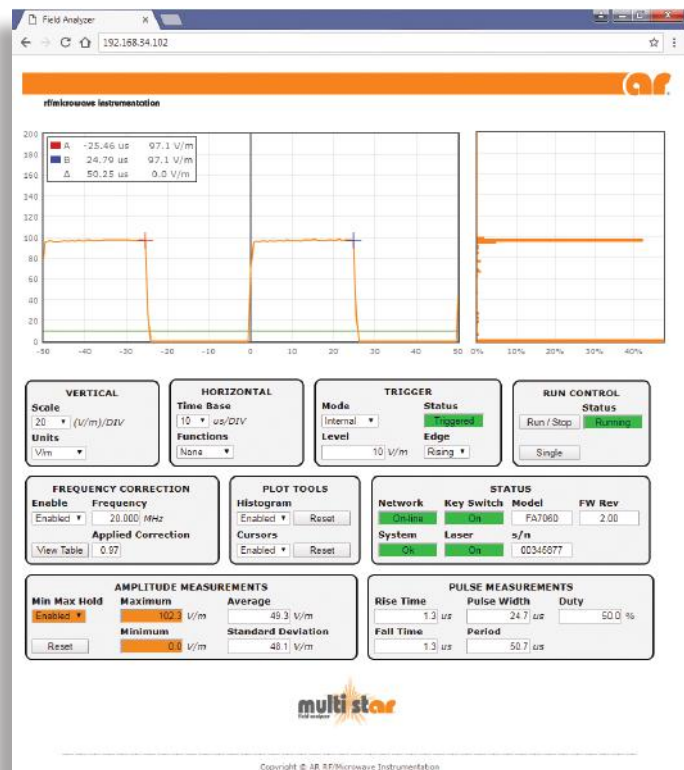 Field Analyzer
192.168.34.102
ar
rf/microwave instrumentation
A -25.46 us 97.1 V/m
B 24.79 us 97.1 V/m
Δ 50.25 us 0.0 V/m
200
180
160
140
120
100
80
60
40
20
0
-50 -40 -30 -20 -10 0 10 20 30 40 50
0% 10% 20% 30% 40%
VERTICAL
Scale
20 (V/m)/DIV
Units
V/m
HORIZONTAL
Time Base
10 us/DIV
Functions
None
TRIGGER
Mode Status
Internal Triggered
Level Edge
10 V/m Rising
RUN CONTROL
Status
Run / Stop Running
Single
FREQUENCY CORRECTION
Enable Frequency
Enabled 20.000 MHz
Applied Correction
View Table 0.97
PLOT TOOLS
Histogram
Enabled Reset
Cursors
Enabled Reset
STATUS
Network Key Switch Model FW Rev
On-line On FA7060 2.00
System Laser s/n
Ok On 00346877
AMPLITUDE MEASUREMENTS
Min Max Hold Maximum Average
Enabled 102.3 V/m 49.3 V/m
Minimum Standard Deviation
Reset 0.0 V/m 48.1 V/m
PULSE MEASUREMENTS
Rise Time Pulse Width Duty
1.3 us 24.7 us 50.0 %
Fall Time Period
1.3 us 50.7 us
multi star
field analyzer
Copyright © AR RF/Microwave Instrumentation